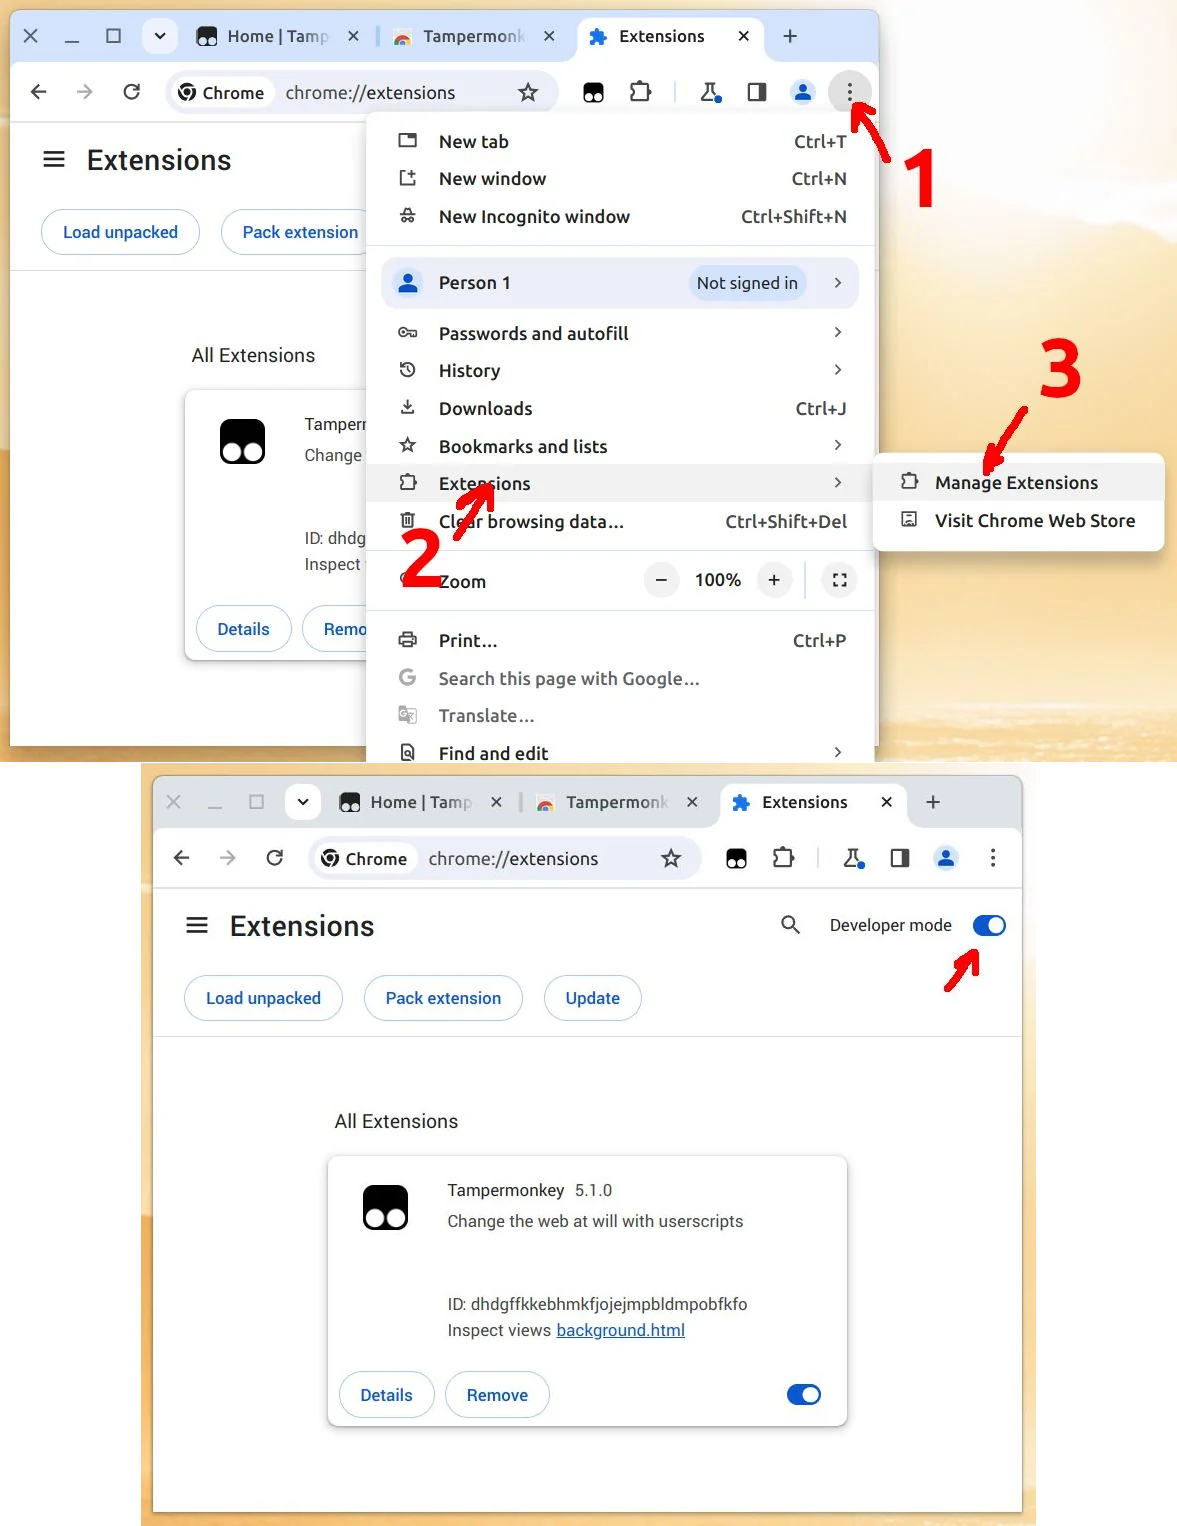 Home | Tamp
Tampermonk
Extensions
Chrome
chrome://extensions
1
Extensions
Load unpacked
Pack extension
All Extensions
Tamper
Change
ID: dhdg
Inspect
Details
Remo
New tab Ctrl+T
New window Ctrl+N
New Incognito window Ctrl+Shift+N
Person 1 Not signed in
Passwords and autofill
History
Downloads Ctrl+J
Bookmarks and lists
Extensions
Clear browsing data... Ctrl+Shift+Del
2
Zoom 100%
Print... Ctrl+P
Search this page with Google...
Translate...
Find and edit
3
Manage Extensions
Visit Chrome Web Store
Home | Tamp
Tampermonk
Extensions
Chrome
chrome://extensions
Extensions
Developer mode
Load unpacked
Pack extension
Update
All Extensions
Tampermonkey 5.1.0
Change the web at will with userscripts
ID: dhdgffkkebhmkfjojejmpbldmpobfkfo
Inspect views background.html
Details
Remove